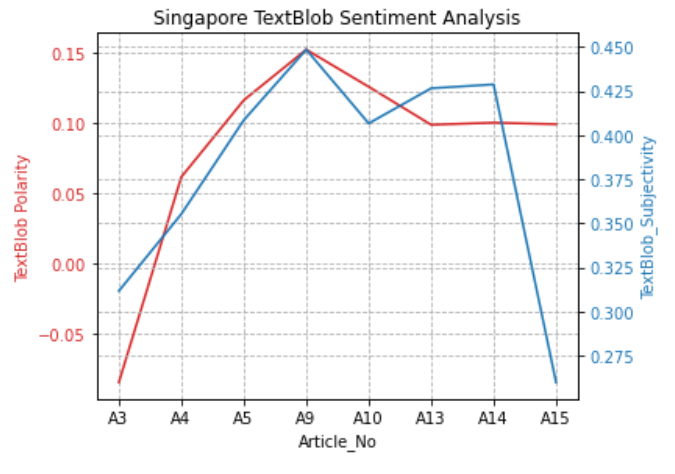 Singapore TextBlob Sentiment Analysis
TextBlob Polarity
0.15
0.10
0.05
0.00
−0.05
0.450
0.425
0.400
0.375
0.350
0.325
0.300
0.275
TextBlob_Subjectivity
A3 A4 A5 A9 A10 A13 A14 A15
Article_No